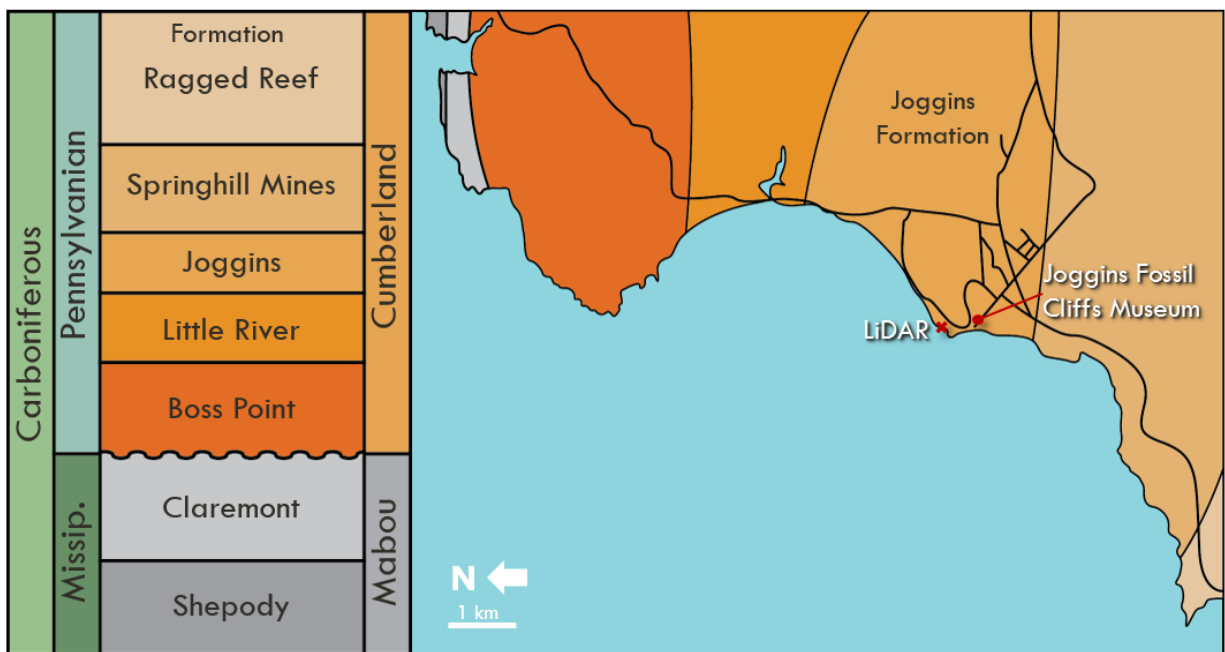 Carboniferous
Pennsylvanian
Missip.
Formation
Ragged Reef
Springhill Mines
Joggins
Little River
Boss Point
Claremont
Shepody
Cumberland
Mabou
Joggins
Formation
Joggins Fossil
Cliffs Museum
LiDAR
N
1 km